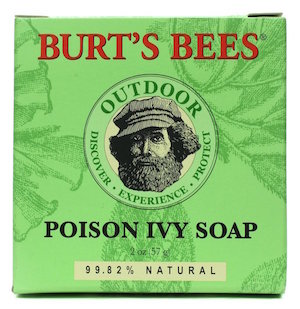 BURT'S BEES®
OUTDOOR
DISCOVER · EXPERIENCE · PROTECT
POISON IVY SOAP
2 oz (57 g)
99.82% NATURAL